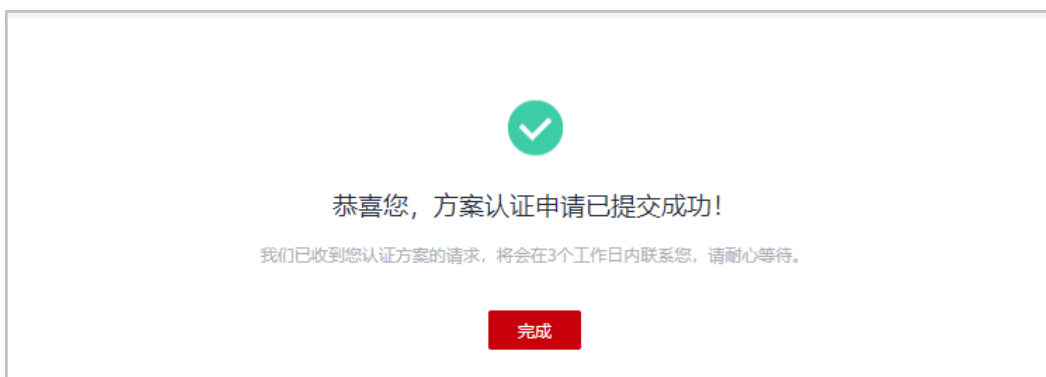 恭喜您，方案认证申请已提交成功！
我们已收到您认证方案的请求，将会在3个工作日内联系您，请耐心等待。
完成